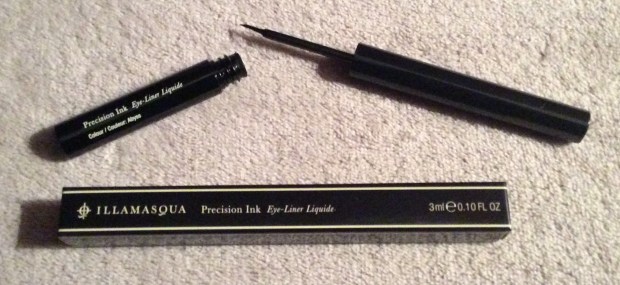 Precision Ink Eye-Liner Liquide
Colour / Couleur: Abyss
ILLAMASQUA Precision Ink Eye-Liner Liquide 3ml ℮ 0.10 FL OZ